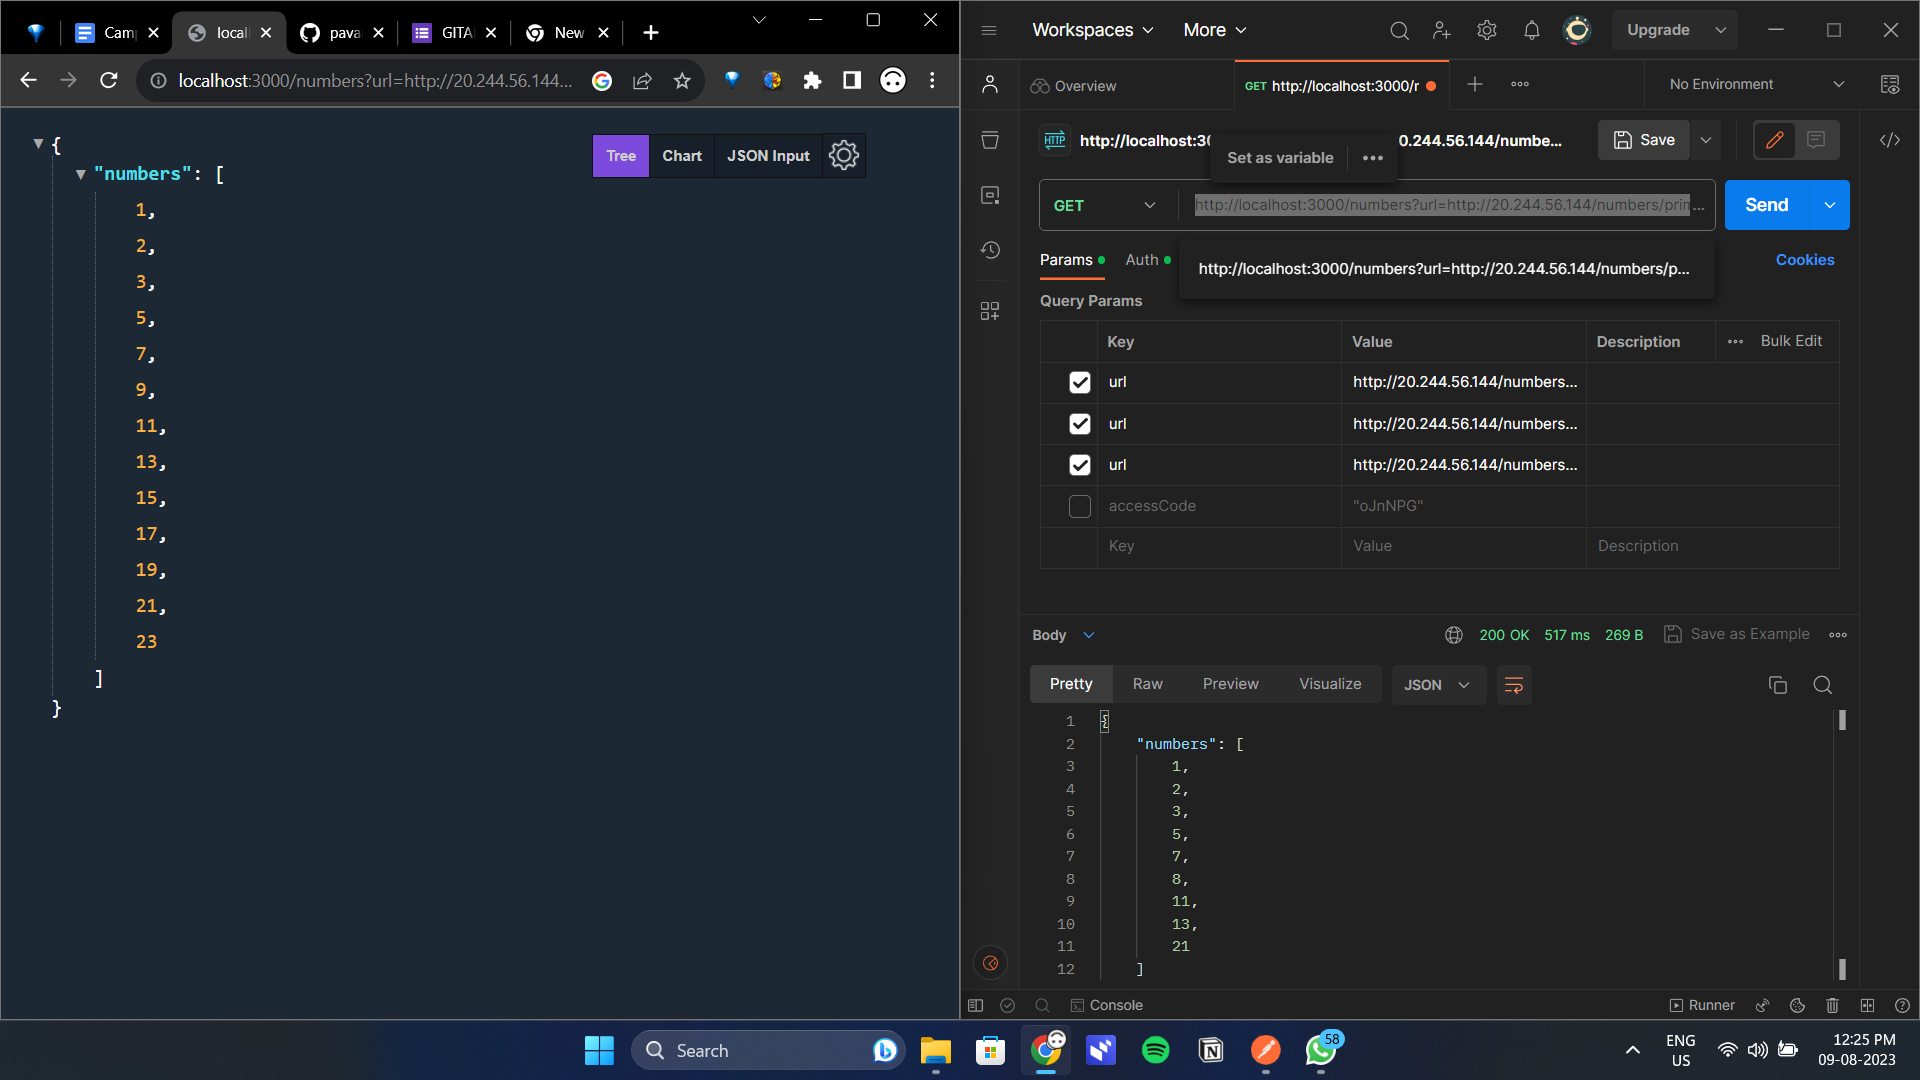 Cam
locall
pava
GITA
New
localhost:3000/numbers?url=http://20.244.56.144...
{
"numbers": [
1,
2,
3,
5,
7,
9,
11,
13,
15,
17,
19,
21,
23
]
}
Tree
Chart
JSON Input
Workspaces
More
Upgrade
Overview
GET http://localhost:3000/r
No Environment
HTTP
http://localhost:30
0.244.56.144/numbe...
Save
Set as variable
GET
http://localhost:3000/numbers?url=http://20.244.56.144/numbers/prin...
Send
Params
Auth
http://localhost:3000/numbers?url=http://20.244.56.144/numbers/p...
Cookies
Query Params
Key Value Description Bulk Edit
url http://20.244.56.144/numbers...
url http://20.244.56.144/numbers...
url http://20.244.56.144/numbers...
accessCode "oJnNPG"
Key Value Description
Body
200 OK 517 ms 269 B Save as Example
Pretty Raw Preview Visualize JSON
1 {
2 "numbers": [
3 1,
4 2,
5 3,
6 5,
7 7,
8 8,
9 11,
10 13,
11 21
12 ]
Console
Runner
Search
58
ENG
US
12:25 PM
09-08-2023